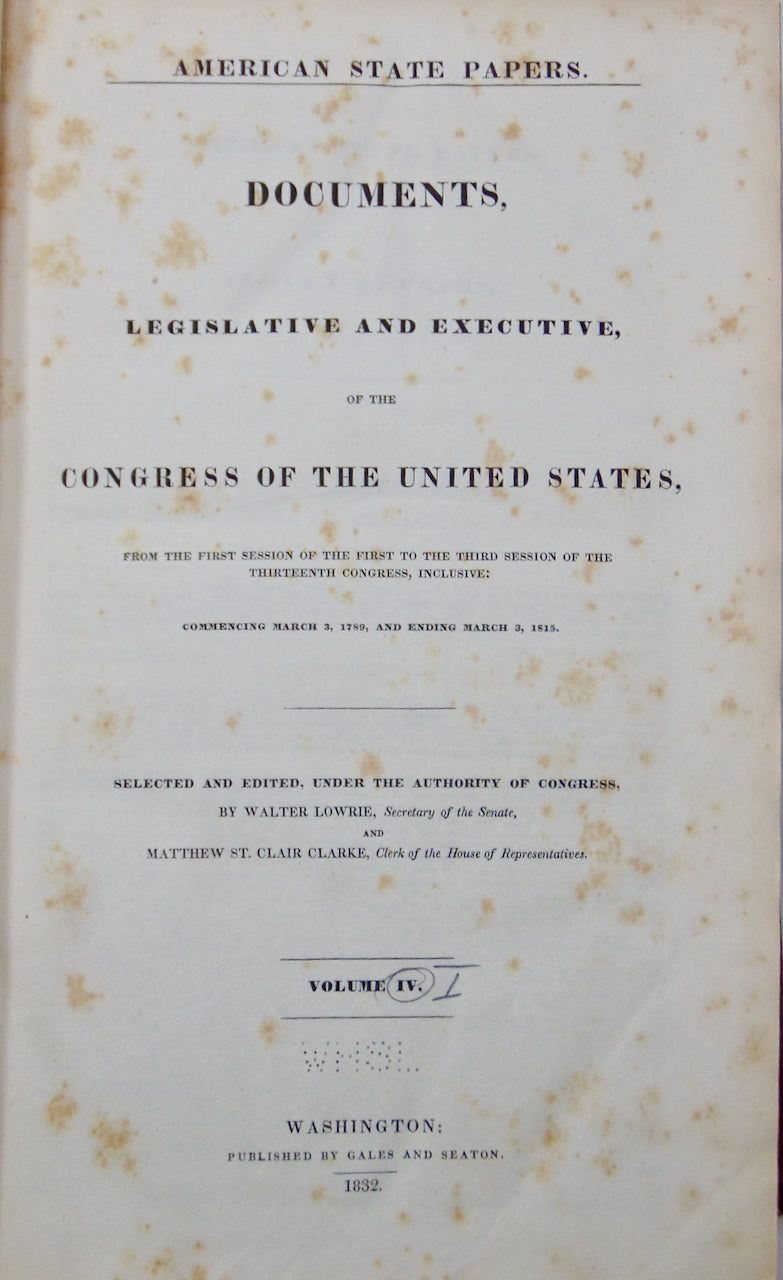 AMERICAN STATE PAPERS.
DOCUMENTS,
LEGISLATIVE AND EXECUTIVE,
OF THE
CONGRESS OF THE UNITED STATES,
FROM THE FIRST SESSION OF THE FIRST TO THE THIRD SESSION OF THE
THIRTEENTH CONGRESS, INCLUSIVE:
COMMENCING MARCH 3, 1789, AND ENDING MARCH 3, 1815.
SELECTED AND EDITED, UNDER THE AUTHORITY OF CONGRESS,
BY WALTER LOWRIE, Secretary of the Senate,
AND
MATTHEW ST. CLAIR CLARKE, Clerk of the House of Representatives.
VOLUME IV. I
WHSL.
WASHINGTON:
PUBLISHED BY GALES AND SEATON.
1832.